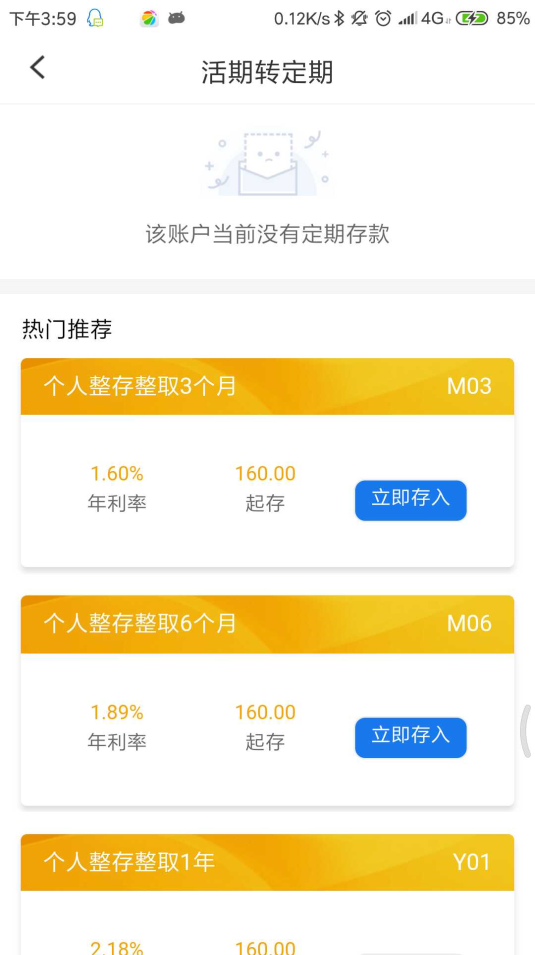 下午3:59 0.12K/s 4G 85%
活期转定期
该账户当前没有定期存款
热门推荐
个人整存整取3个月 M03
1.60% 160.00
年利率 起存 立即存入
个人整存整取6个月 M06
1.89% 160.00
年利率 起存 立即存入
个人整存整取1年 Y01
2.18% 160.00